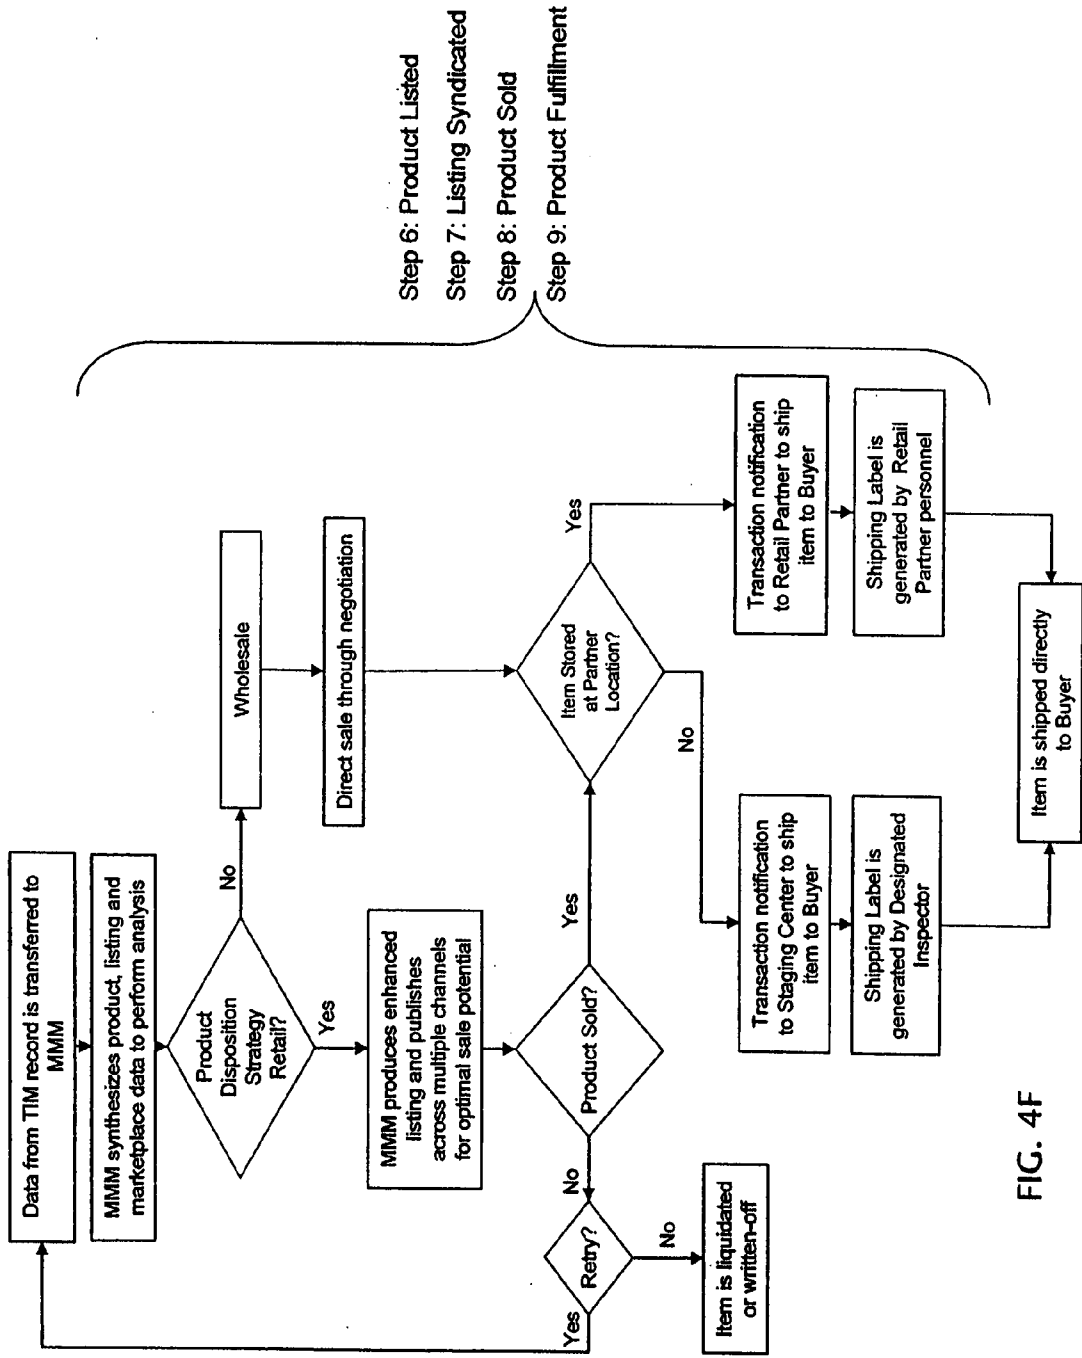 Data from TIM record is transferred to
MMM
MMM synthesizes product, listing and
marketplace data to perform analysis
Product
Disposition
Strategy
Retail?
No
Wholesale
Direct sale through negotiation
Yes
MMM produces enhanced
listing and publishes
across multiple channels
for optimal sale potential
Product Sold?
Yes
No
Retry?
Yes
No
Item is liquidated
or written-off
Item Stored
at Partner
Location?
Yes
No
Transaction notification
to Staging Center to ship
item to Buyer
Shipping Label is
generated by Designated
Inspector
Transaction notification
to Retail Partner to ship
item to Buyer
Shipping Label is
generated by Retail
Partner personnel
Item is shipped directly
to Buyer
Step 6: Product Listed
Step 7: Listing Syndicated
Step 8: Product Sold
Step 9: Product Fulfillment
FIG. 4F